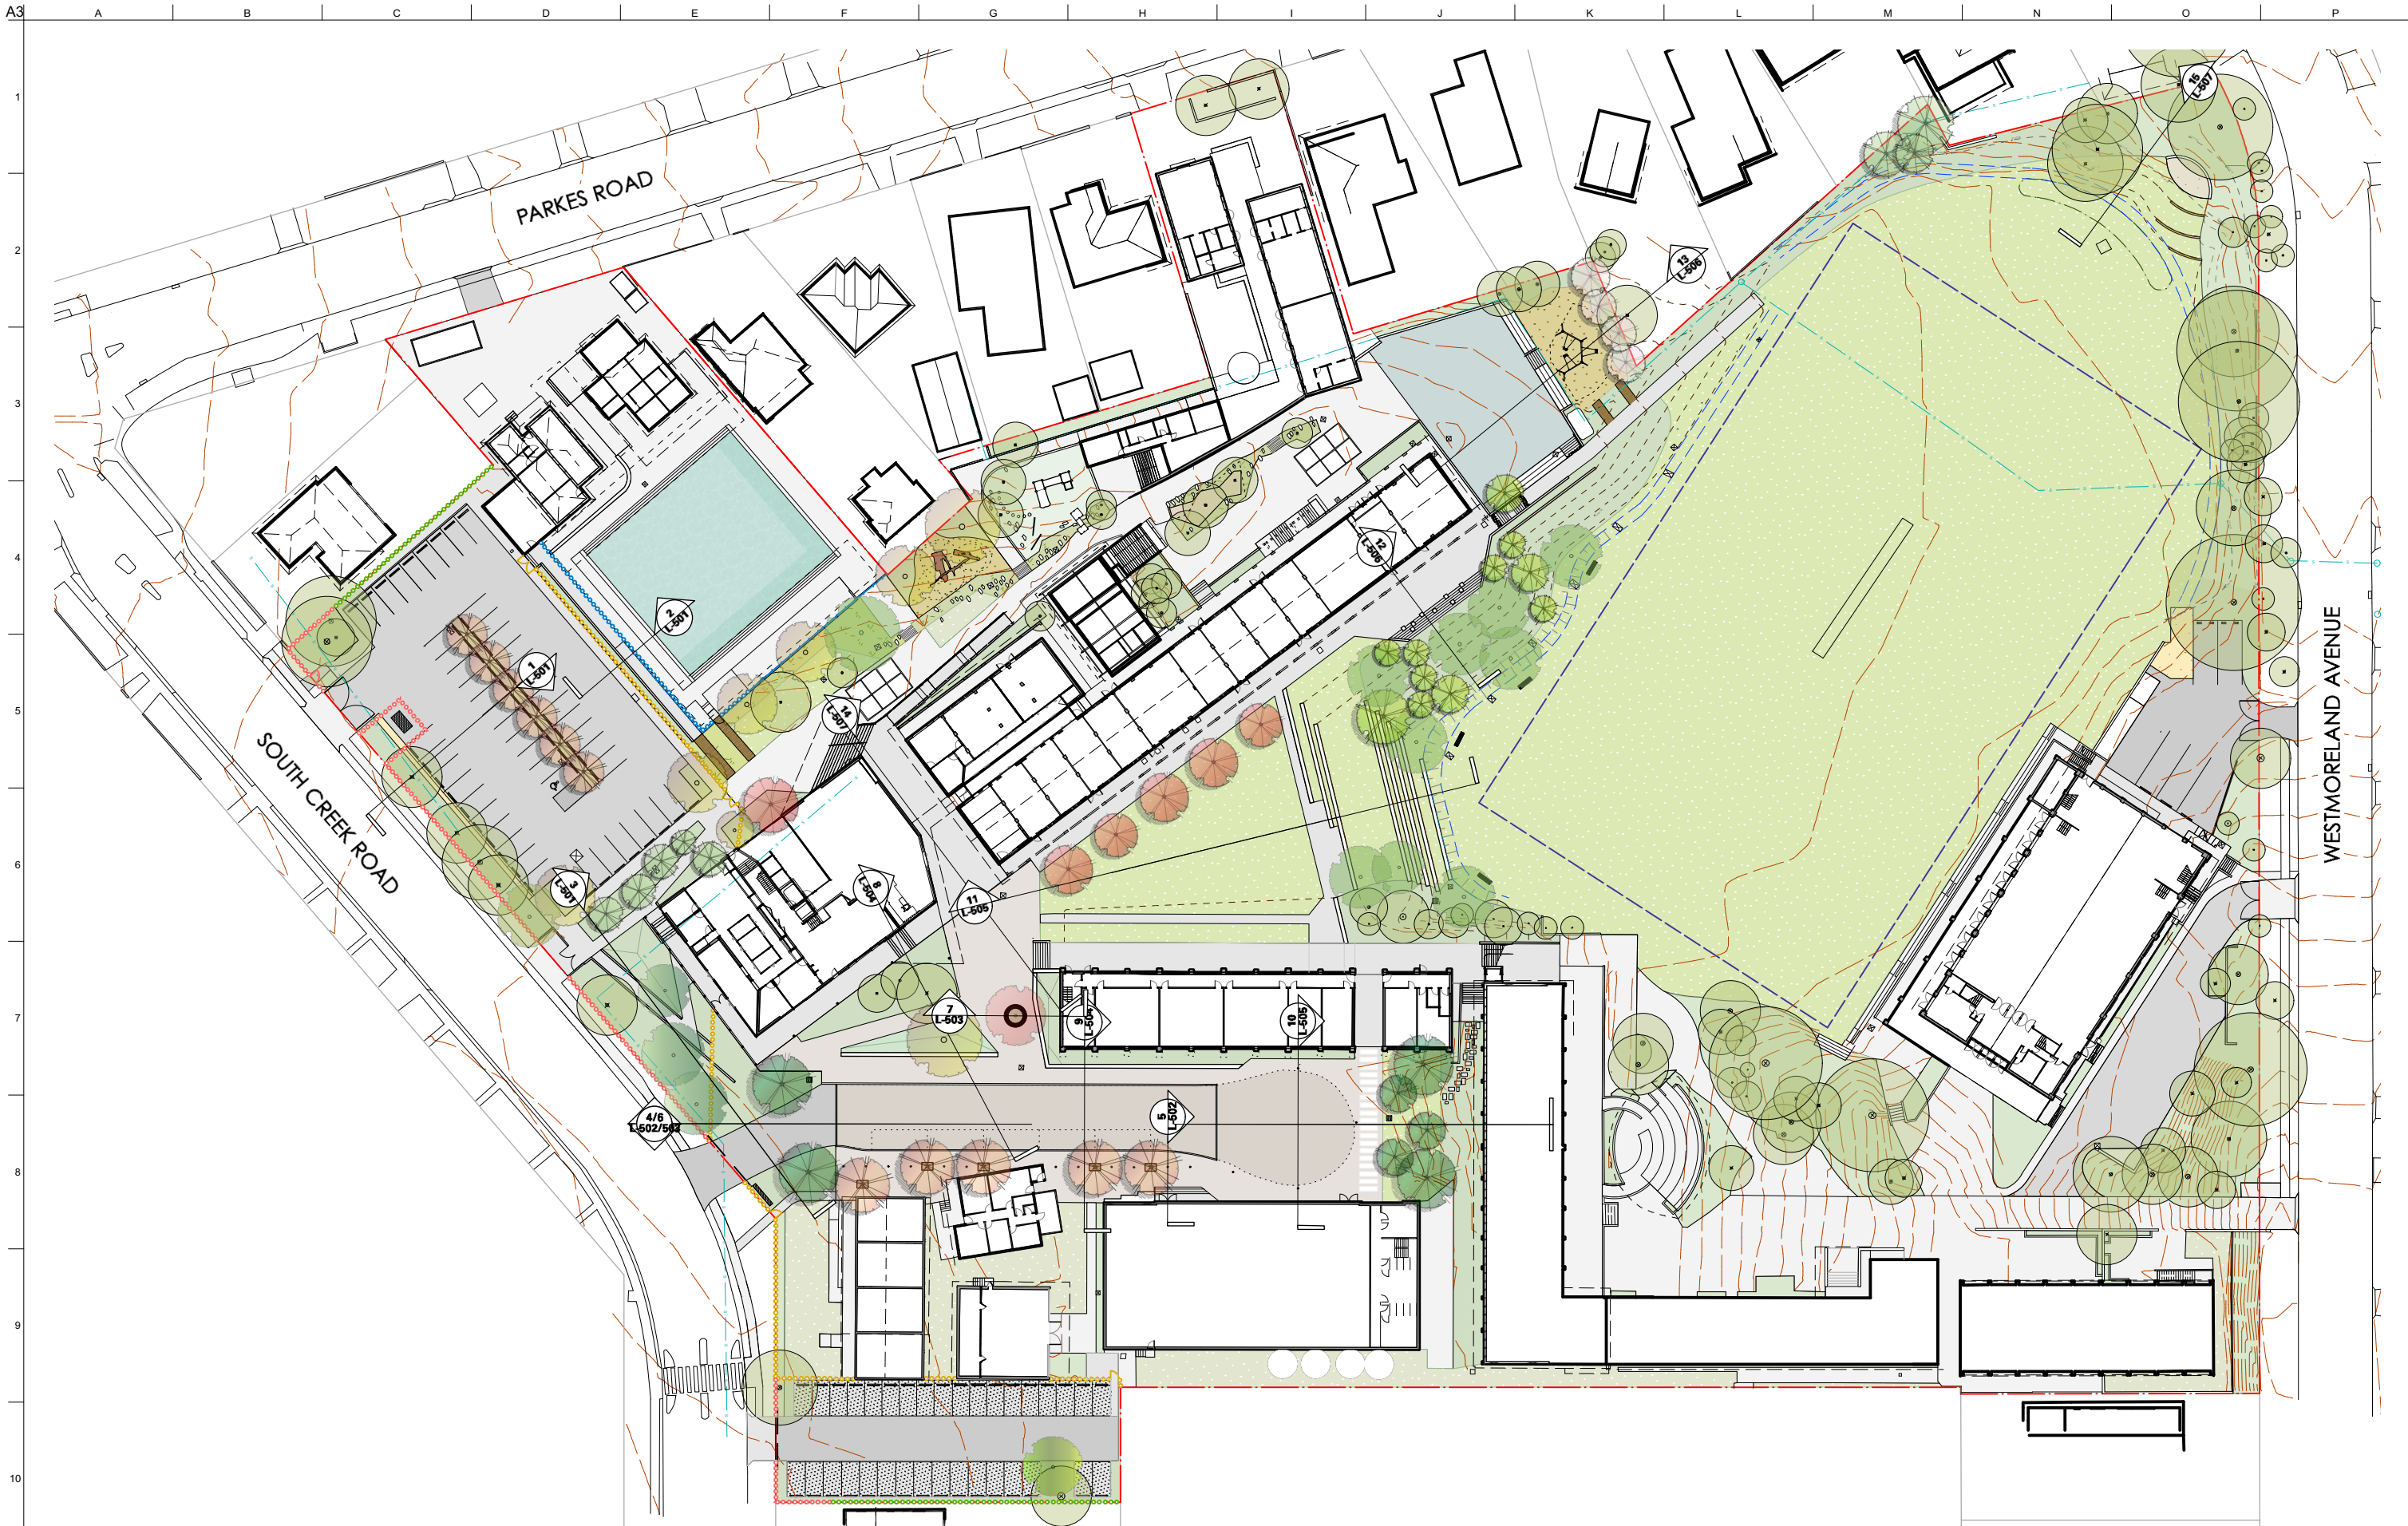 A3
A B C D E F G H I J K L M N O P
1
2
3
4
5
6
7
8
9
10
PARKES ROAD
SOUTH CREEK ROAD
WESTMORELAND AVENUE
15
L-507
13
L-506
12
L-506
2
L-501
1
L-501
14
L-507
3
L-501
8
L-504
11
L-505
7
L-503
9
L-504
10
L-505
4/6
L-502/503
5
L-502